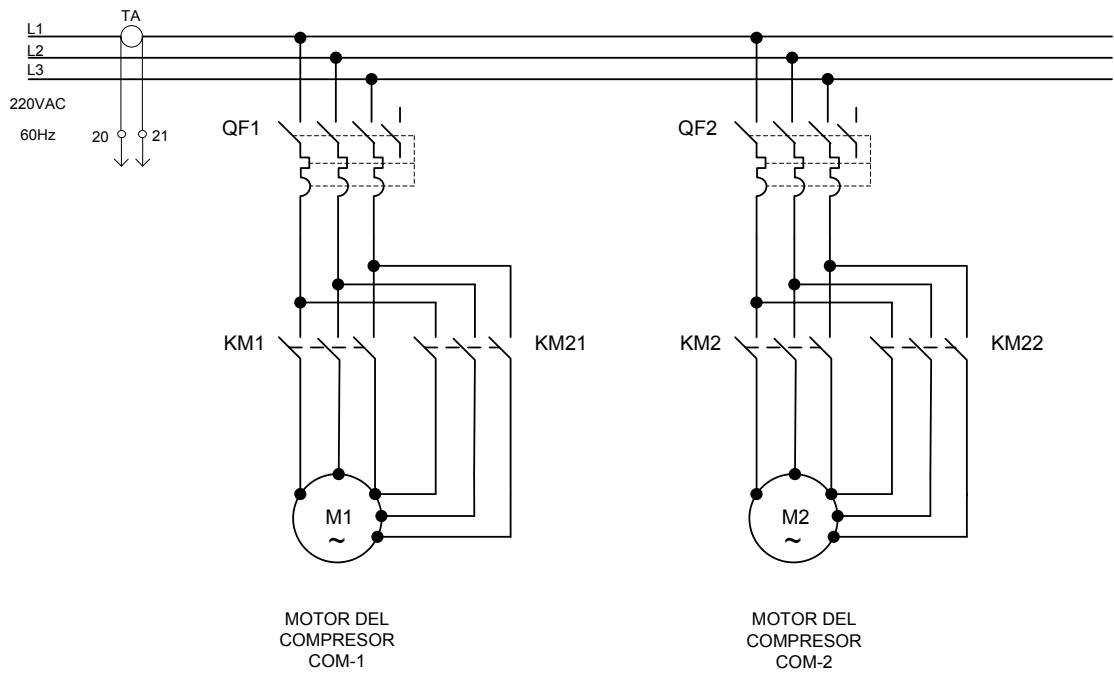 TA
L1
L2
L3
220VAC
60Hz
20
21
QF1
QF2
KM1
KM21
KM2
KM22
M1
~
M2
~
MOTOR DEL
COMPRESOR
COM-1
MOTOR DEL
COMPRESOR
COM-2